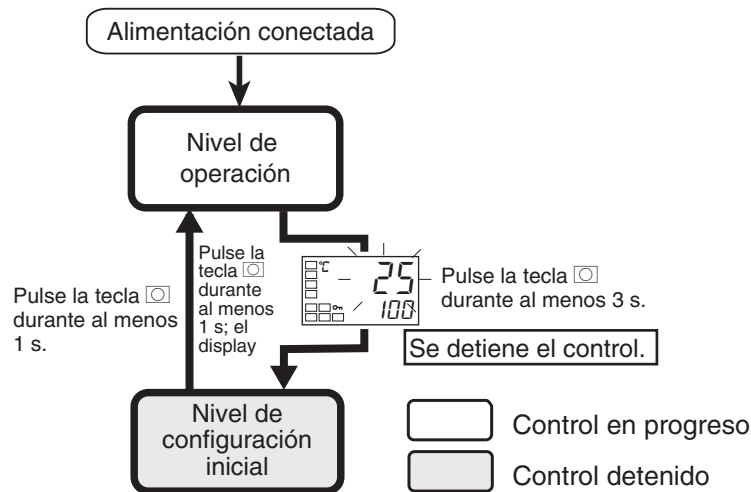 Alimentación conectada
Nivel de
operación
Pulse la tecla
durante al menos
1 s.
Pulse la
tecla
durante
al menos
1 s; el
display
°C
25
100
Pulse la tecla
durante al menos 3 s.
Se detiene el control.
Nivel de
configuración
inicial
Control en progreso
Control detenido